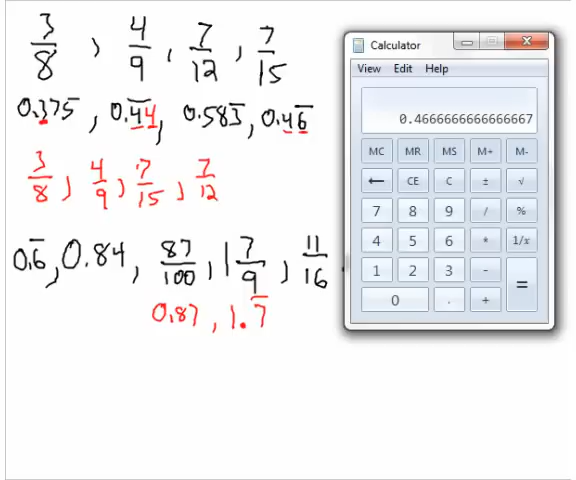 3/8, 4/9, 7/12, 7/15
0.375, 0.4̅4, 0.583̅, 0.46̅
3/8, 4/9, 7/15, 7/12
0.6̅, 0.84, 87/100, 1 7/9, 11/16
0.87, 1.7̅
Calculator
View Edit Help
0.4666666666666667
MC MR MS M+ M-
← CE C ± √
7 8 9 / %
4 5 6 * 1/x
1 2 3 - =
0 . +